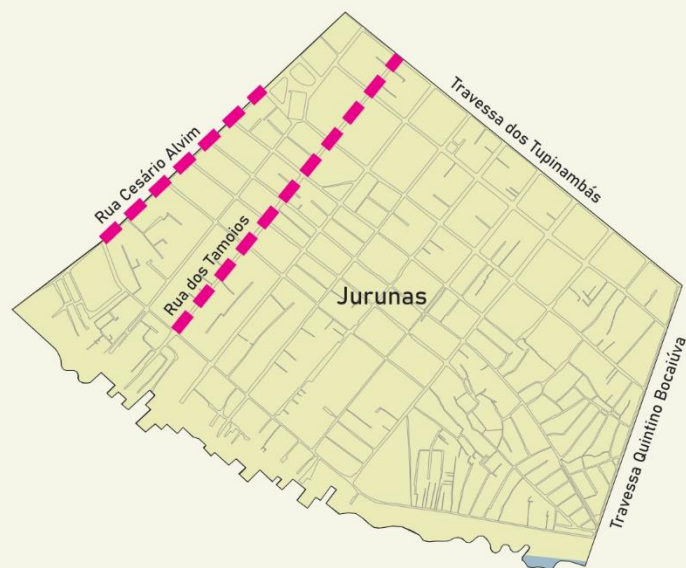 Travessa dos Tupinambás
Rua Cesário Alvim
Rua dos Tamoios
Jurunas
Travessa Quintino Bocaiúva